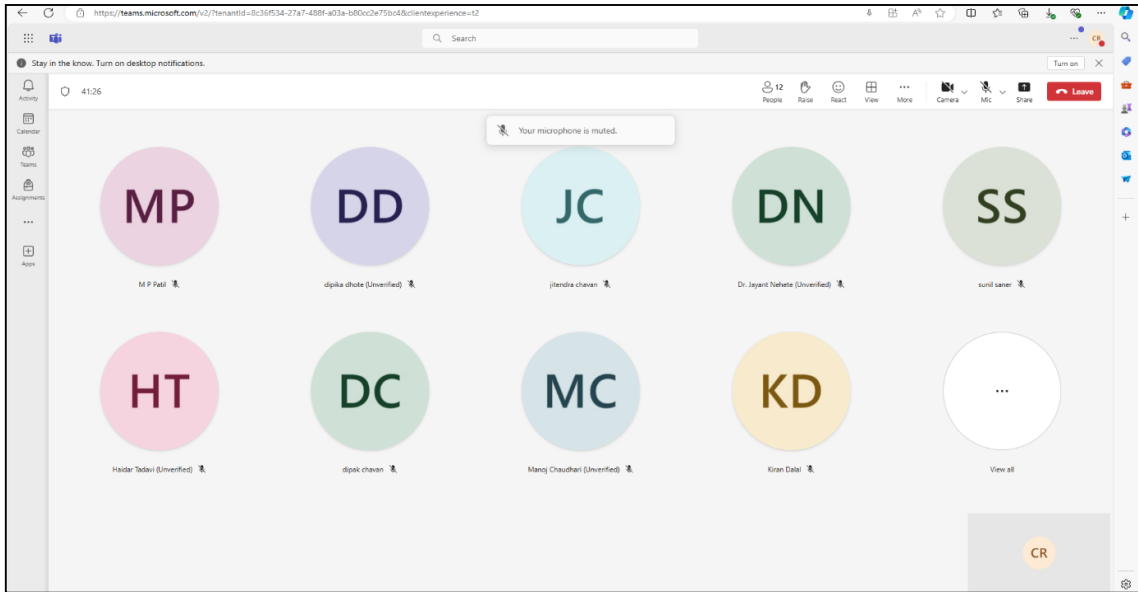 https://teams.microsoft.com/v2/?tenantId=8c36f534-27a7-488f-a03a-b80cc2e75bc4&clientexperience=t2
Search
CR
Stay in the know. Turn on desktop notifications.
Turn on
Activity
Calendar
Teams
Assignments
Apps
41:26
12
People
Raise
React
View
More
Camera
Mic
Share
Leave
Your microphone is muted.
MP
DD
JC
DN
SS
M P Patil
dipika dhote (Unverified)
jitendra chavan
Dr. Jayant Nehete (Unverified)
sunil saner
HT
DC
MC
KD
Haidar Tadavi (Unverified)
dipak chavan
Manoj Chaudhari (Unverified)
Kiran Dalal
View all
CR